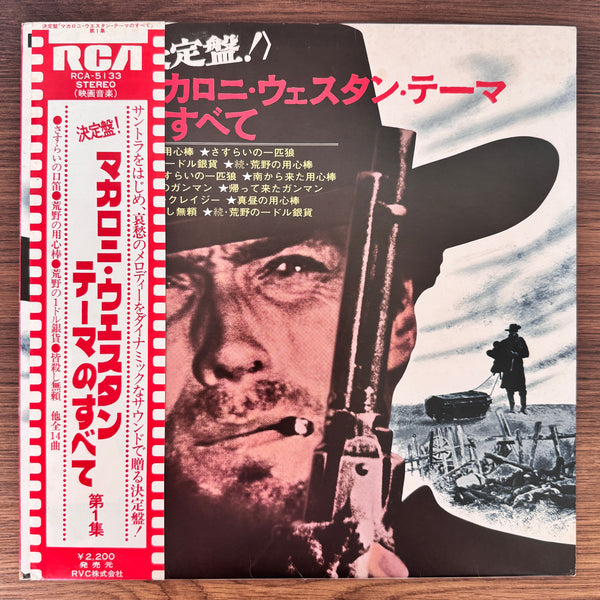 決定盤「マカロニ・ウエスタン・テーマのすべて」
第1集
RCA
RCA-5133
STEREO
(映画音楽)
決定盤!
マカロニ・ウエスタン
テーマのすべて
第1集
サントラをはじめ、哀愁のメロディーをダイナミックなサウンドで贈る決定盤!
●さすらいの口笛●荒野の用心棒●荒野の1ドル銀貨●皆殺し無頼、他全14曲
¥2,200
発売元
RVC株式会社
定盤!〉
カロニ・ウェスタン・テーマ
すべて
用心棒 ★さすらいの一匹狼
ードル銀貨 ★続・荒野の用心棒
すらいの一匹狼 ★南から来た用心棒
のガンマン ★帰って来たガンマン
クレイジー ★真昼の用心棒
し無頼 ★続・荒野の一ドル銀貨